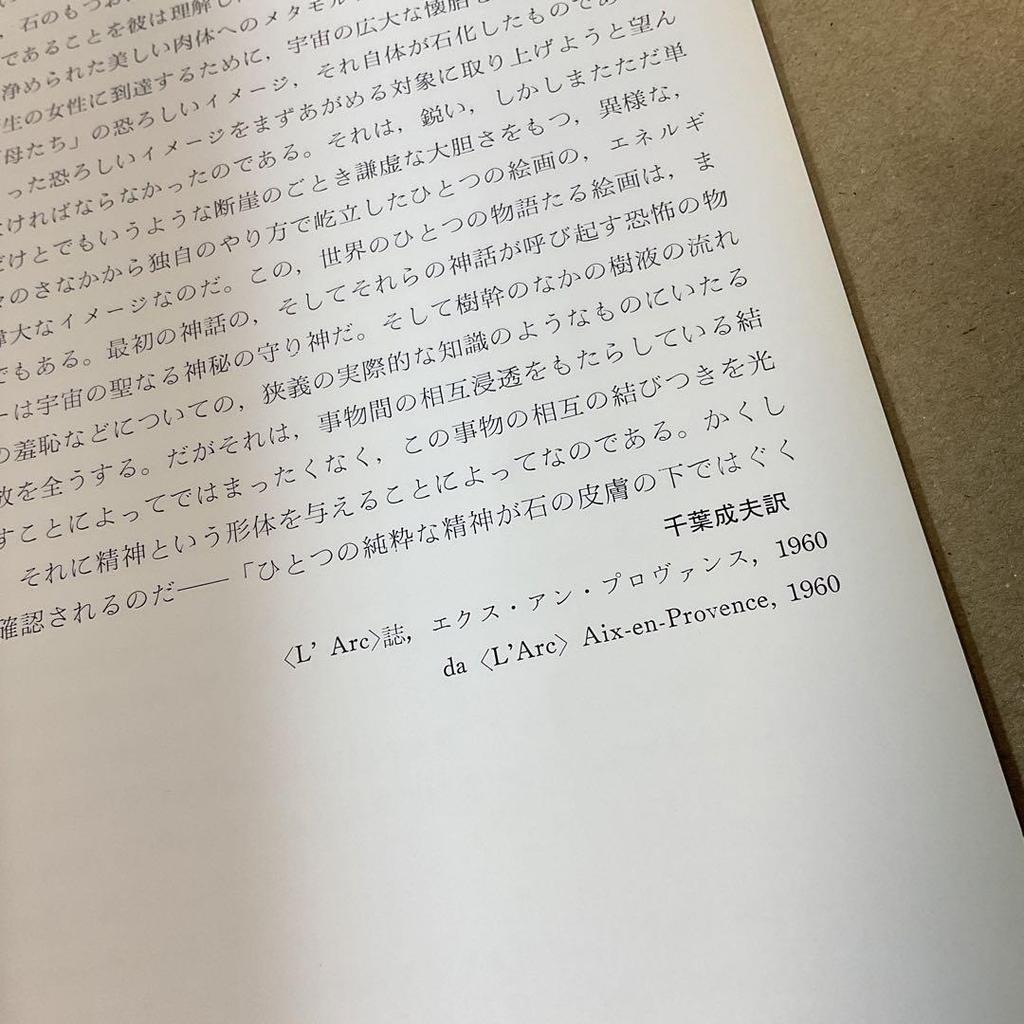 ，石のもつお
であることを彼は理解し
浄められた美しい肉体へのメタモル
生の女性に到達するために，宇宙の広大な懐胎
母たち」の恐ろしいイメージ，それ自体が石化したものであ
った恐ろしいイメージをまずあがめる対象に取り上げようと望ん
なければならなかったのである。それは，鋭い，しかしまたただ単
だけとでもいうような断崖のごとき謙虚な大胆さをもつ，異様な，
々のさなかから独自のやり方で屹立したひとつの絵画の，エネルギ
偉大なイメージなのだ。この，世界のひとつの物語たる絵画は，ま
でもある。最初の神話の，そしてそれらの神話が呼び起す恐怖の物
ーは宇宙の聖なる神秘の守り神だ。そして樹幹のなかの樹液の流れ
の羞恥などについての，狭義の実際的な知識のようなものにいたる
放を全うする。だがそれは，事物間の相互浸透をもたらしている結
すことによってではまったくなく，この事物の相互の結びつきを光
それに精神という形体を与えることによってなのである。かくし
確認されるのだ――「ひとつの純粋な精神が石の皮膚の下ではぐく
千葉成夫訳
〈L' Arc〉誌，エクス・アン・プロヴァンス，1960
da 〈L'Arc〉 Aix-en-Provence, 1960